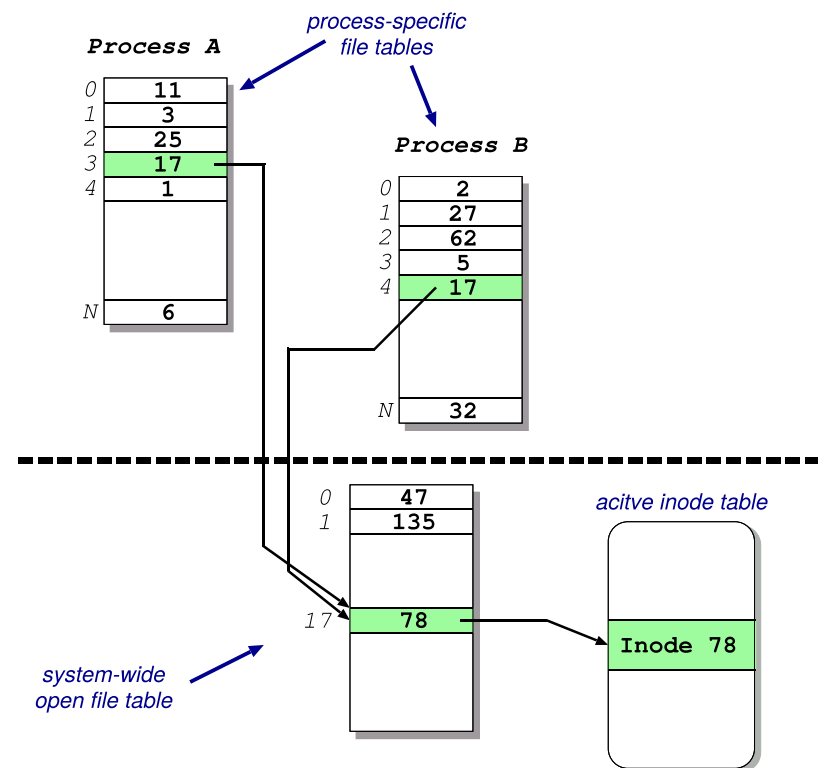 process-specific
file tables
Process A
0 11
1 3
2 25
3 17
4 1
N 6
Process B
0 2
1 27
2 62
3 5
4 17
N 32
0 47
1 135
17 78
system-wide
open file table
acitve inode table
Inode 78